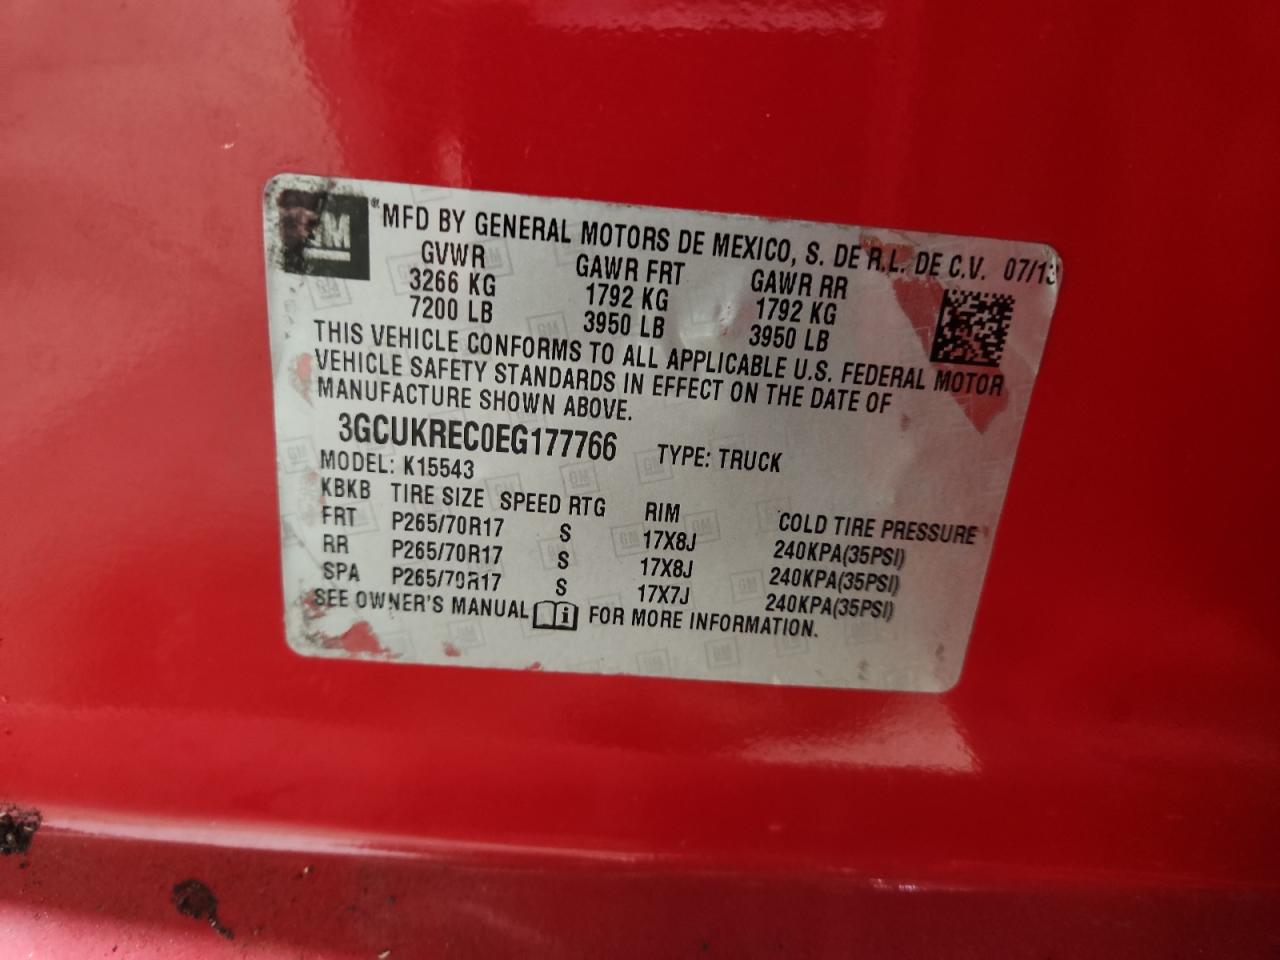 GM ® MFD BY GENERAL MOTORS DE MEXICO, S. DE R.L. DE C.V. 07/13
GVWR GAWR FRT GAWR RR
3266 KG 1792 KG 1792 KG
7200 LB 3950 LB 3950 LB
THIS VEHICLE CONFORMS TO ALL APPLICABLE U.S. FEDERAL MOTOR
VEHICLE SAFETY STANDARDS IN EFFECT ON THE DATE OF
MANUFACTURE SHOWN ABOVE.
3GCUKREC0EG177766 TYPE: TRUCK
MODEL: K15543
KBKB TIRE SIZE SPEED RTG RIM COLD TIRE PRESSURE
FRT P265/70R17 S 17X8J 240KPA(35PSI)
RR P265/70R17 S 17X8J 240KPA(35PSI)
SPA P265/70R17 S 17X7J 240KPA(35PSI)
SEE OWNER'S MANUAL i FOR MORE INFORMATION.